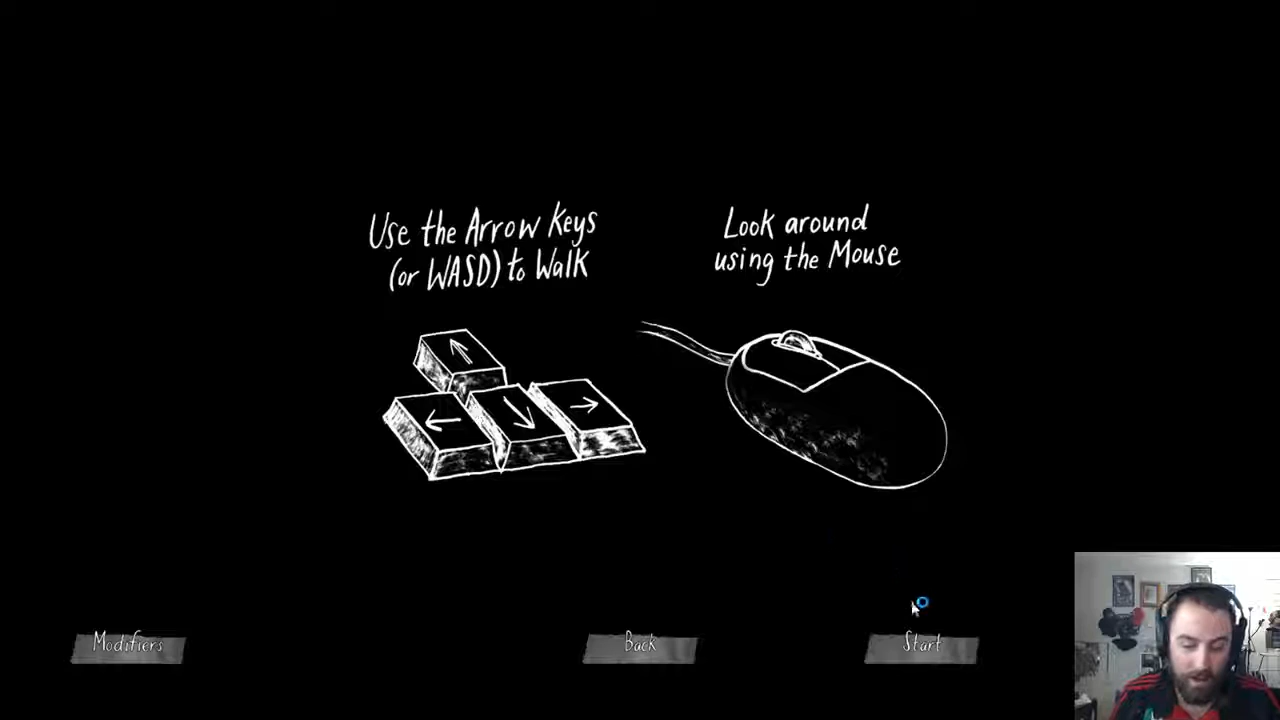 Use the Arrow Keys
(or WASD) to Walk
Look around
using the Mouse
Modifiers
Back
Start